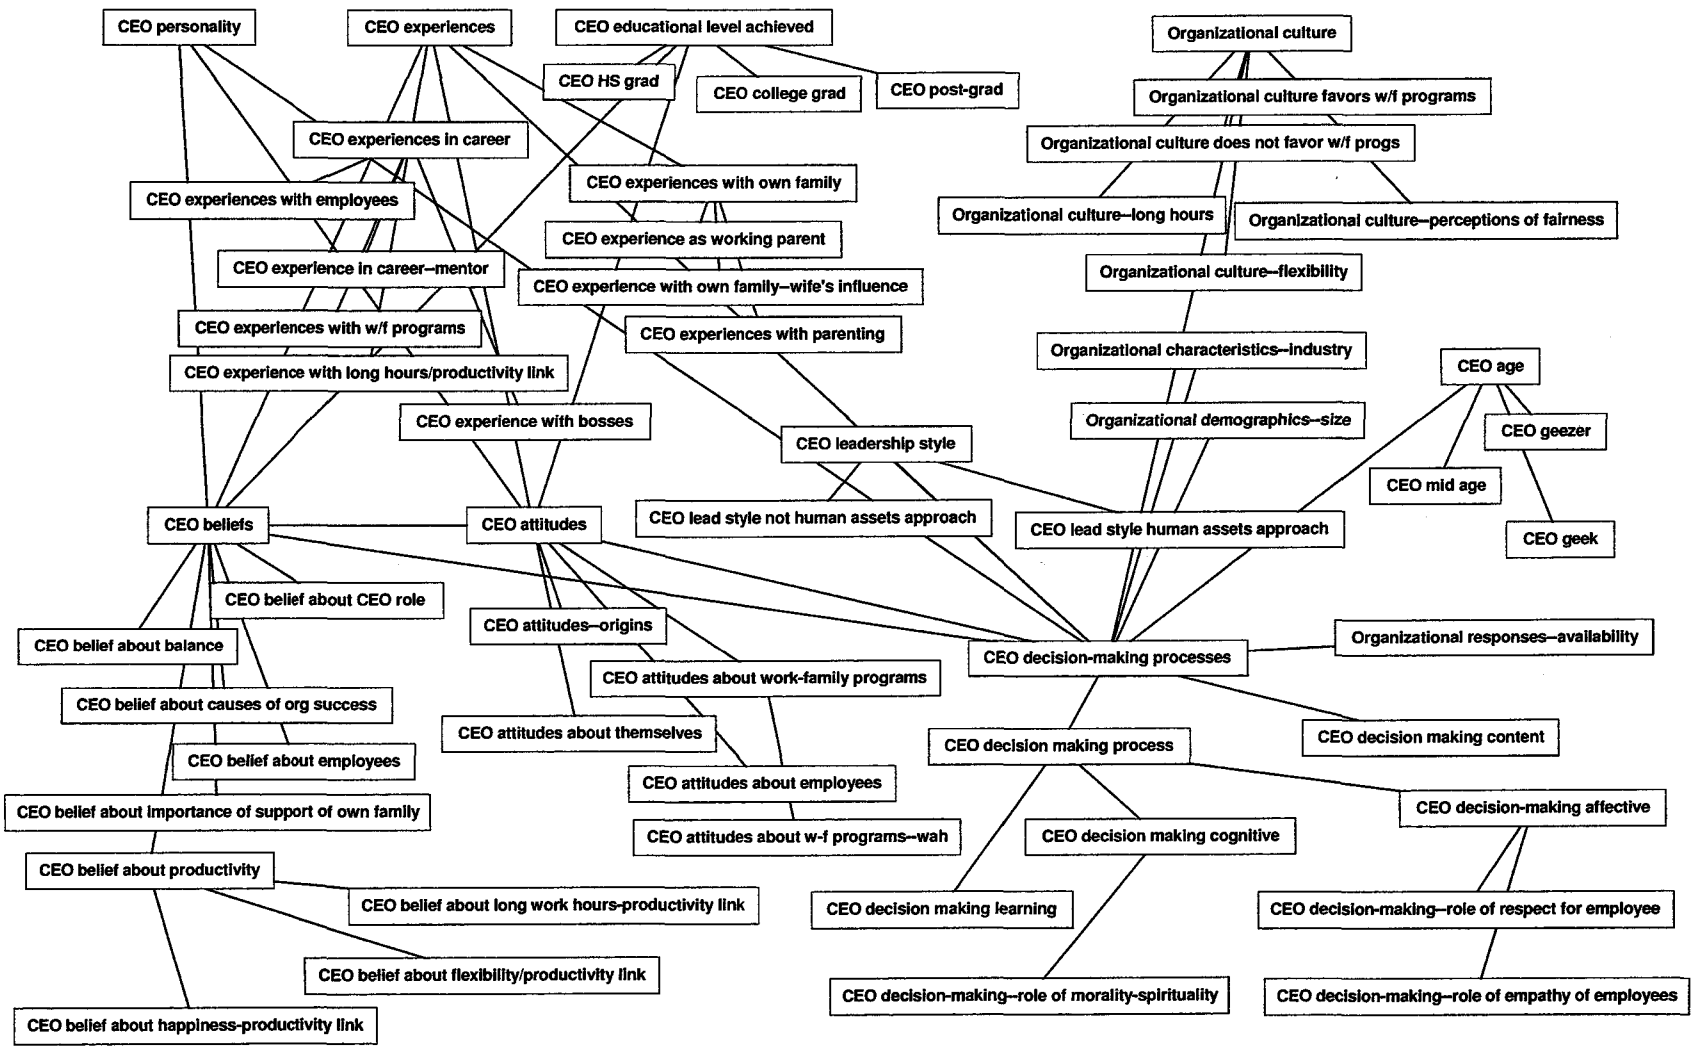 CEO personality
CEO experiences
CEO educational level achieved
Organizational culture
CEO HS grad
CEO college grad
CEO post-grad
Organizational culture favors w/f programs
CEO experiences in career
Organizational culture does not favor w/f progs
CEO experiences with own family
CEO experiences with employees
Organizational culture--long hours
Organizational culture--perceptions of fairness
CEO experience as working parent
CEO experience in career--mentor
Organizational culture--flexibility
CEO experience with own family--wife's influence
CEO experiences with w/f programs
CEO experiences with parenting
Organizational characteristics--industry
CEO age
CEO experience with long hours/productivity link
CEO experience with bosses
Organizational demographics--size
CEO geezer
CEO leadership style
CEO mid age
CEO beliefs
CEO attitudes
CEO lead style not human assets approach
CEO lead style human assets approach
CEO geek
CEO belief about CEO role
CEO attitudes--origins
Organizational responses--availability
CEO belief about balance
CEO decision-making processes
CEO attitudes about work-family programs
CEO belief about causes of org success
CEO attitudes about themselves
CEO decision making process
CEO decision making content
CEO belief about employees
CEO attitudes about employees
CEO belief about importance of support of own family
CEO decision-making affective
CEO attitudes about w-f programs--wah
CEO decision making cognitive
CEO belief about productivity
CEO belief about long work hours-productivity link
CEO decision making learning
CEO decision-making--role of respect for employee
CEO belief about flexibility/productivity link
CEO decision-making--role of morality-spirituality
CEO decision-making--role of empathy of employees
CEO belief about happiness-productivity link